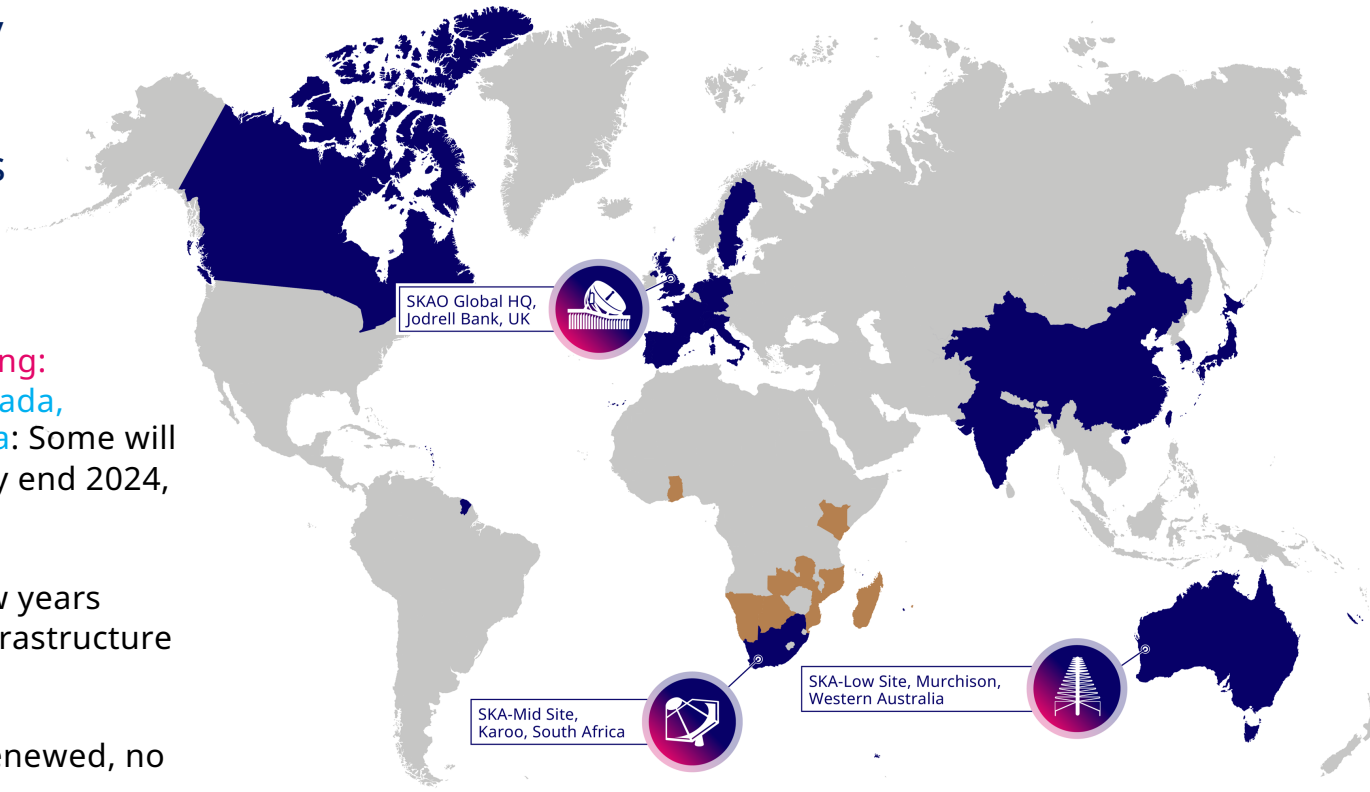 ng:
ada,
a: Some will
y end 2024,
w years
frastructure
enewed, no
SKAO Global HQ,
Jodrell Bank, UK
SKA-Mid Site,
Karoo, South Africa
SKA-Low Site, Murchison,
Western Australia